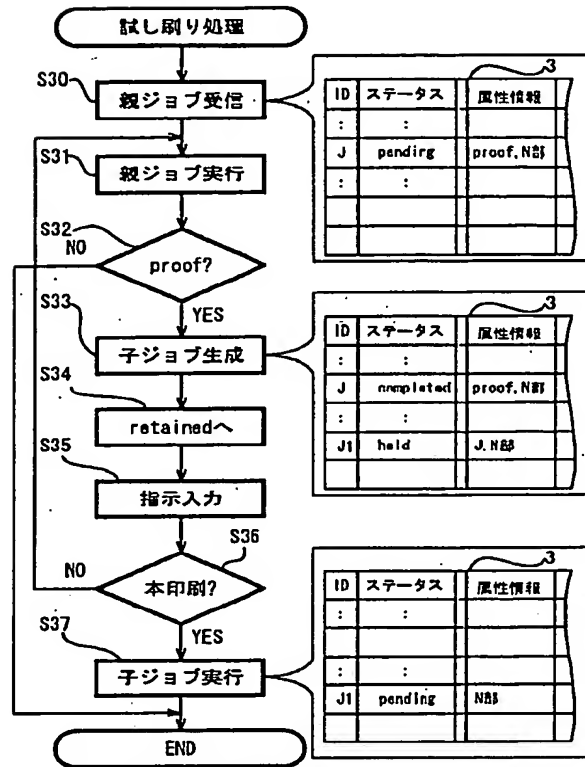 試し刷り処理
S30
親ジョブ受信
S31
親ジョブ実行
S32
NO
proof?
YES
S33
子ジョブ生成
S34
retainedへ
S35
指示入力
S36
NO
本印刷?
YES
S37
子ジョブ実行
END
3
ID ステータス 属性情報
: :
J pending proof,N部
: :
3
ID ステータス 属性情報
: :
J completed proof,N部
: :
J1 held J,N部
3
ID ステータス 属性情報
: :
: :
J1 pending N部